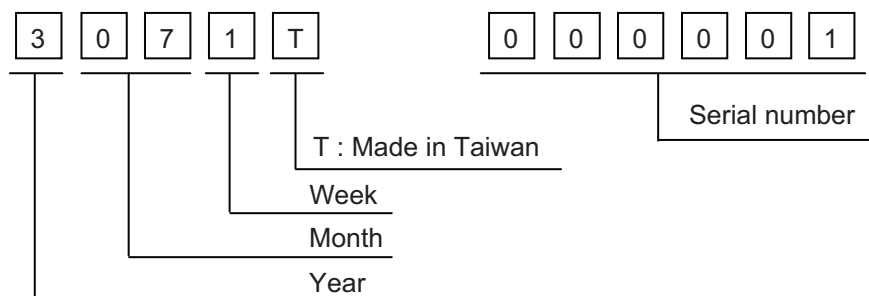 3 0 7 1 T 0 0 0 0 0 1
Serial number
T : Made in Taiwan
Week
Month
Year